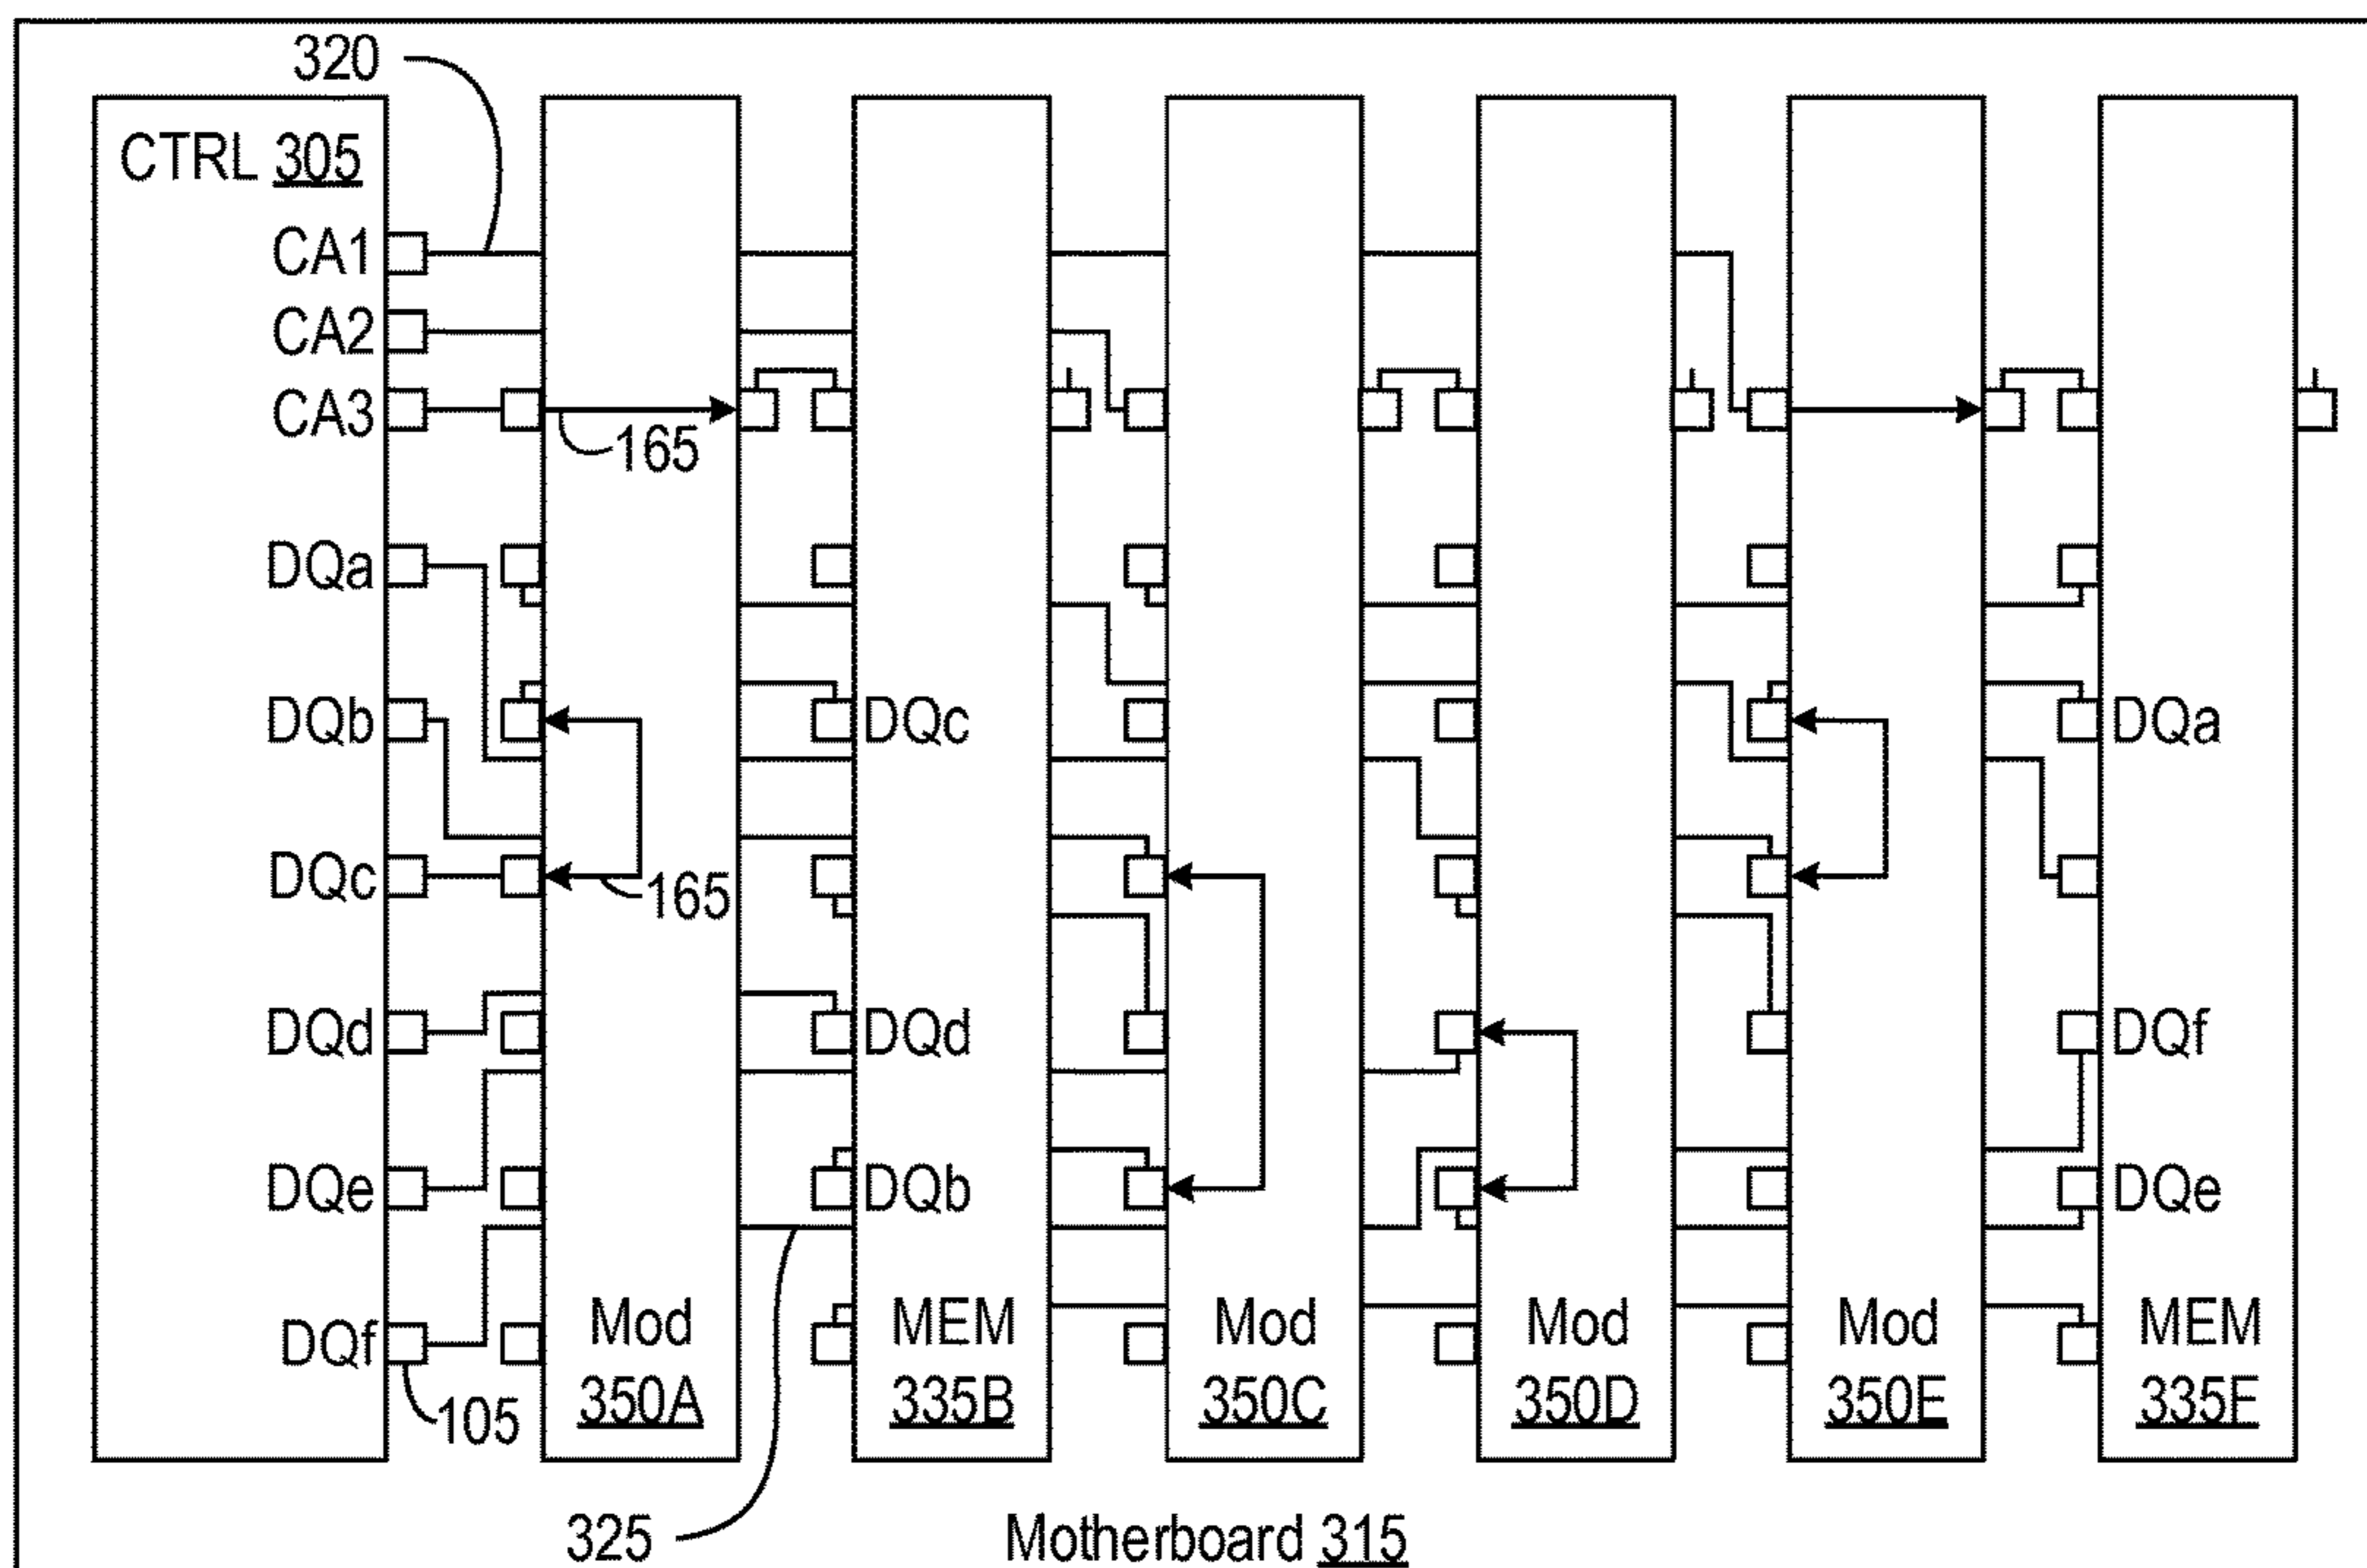 320
CTRL 305
CA1
CA2
CA3
165
DQa
DQb
DQc
DQa
DQc
165
DQd
DQd
DQf
DQe
DQb
DQe
DQf
105
Mod
350A
MEM
335B
Mod
350C
Mod
350D
Mod
350E
MEM
335F
325
Motherboard 315